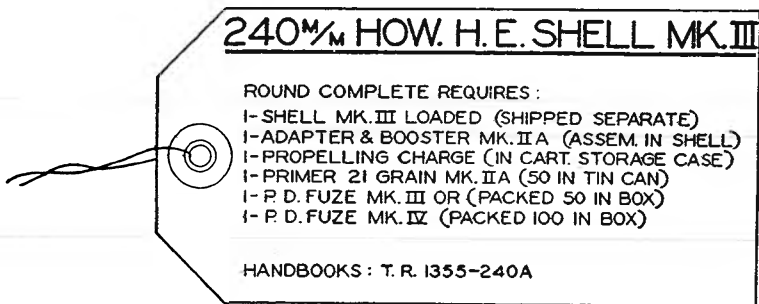 240 M/M HOW. H.E. SHELL MK.III
ROUND COMPLETE REQUIRES:
1-SHELL MK.III LOADED (SHIPPED SEPARATE)
1-ADAPTER & BOOSTER MK.IIA (ASSEM. IN SHELL)
1-PROPELLING CHARGE (IN CART. STORAGE CASE)
1-PRIMER 21 GRAIN MK.IIA (50 IN TIN CAN)
1-P.D. FUZE MK.III OR (PACKED 50 IN BOX)
1-P.D. FUZE MK.IV (PACKED 100 IN BOX)
HANDBOOKS: T.R. 1355-240A